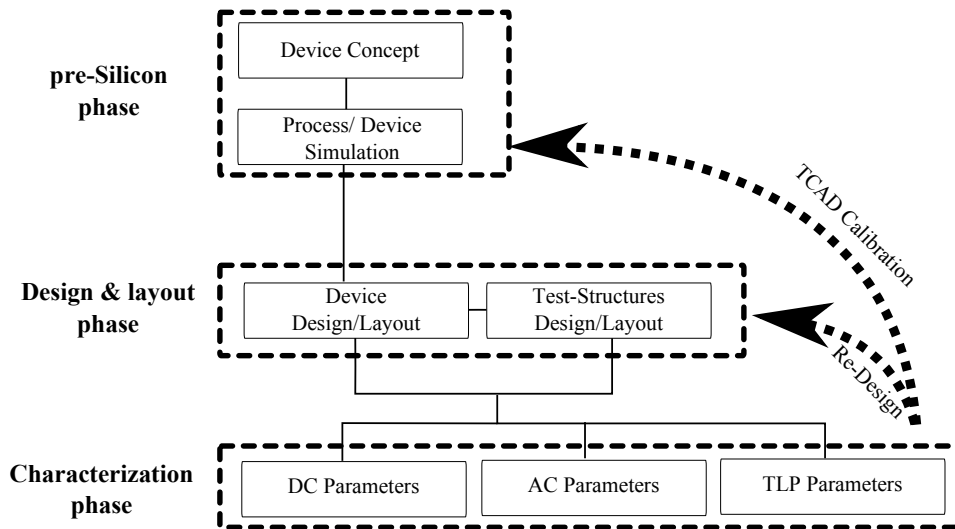 pre-Silicon
phase
Device Concept
Process/ Device
Simulation
TCAD Calibration
Design & layout
phase
Device
Design/Layout
Test-Structures
Design/Layout
Re-Design
Characterization
phase
DC Parameters
AC Parameters
TLP Parameters